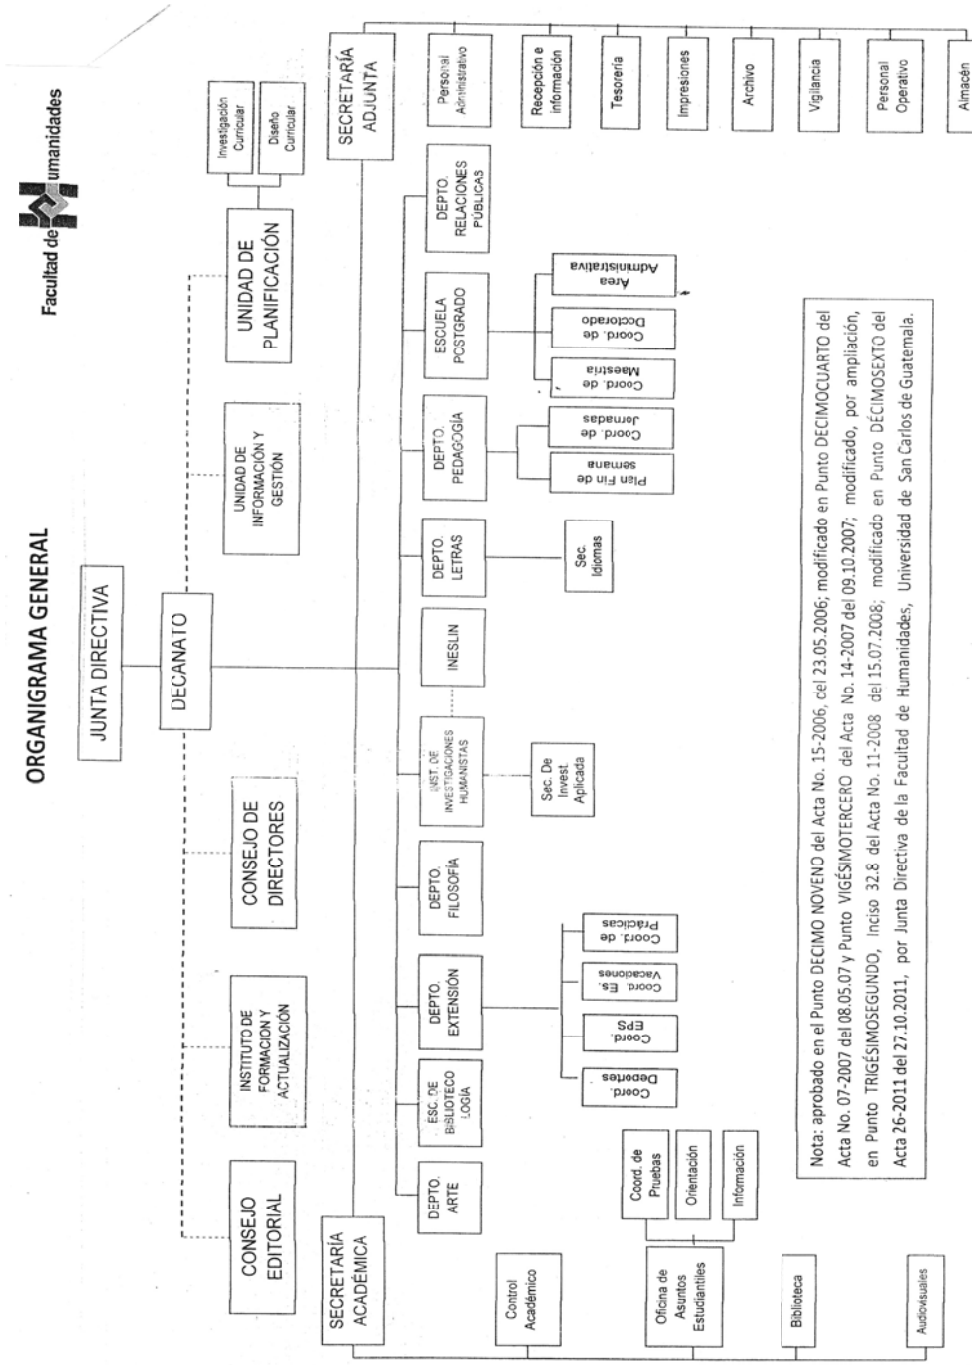 Facultad de Humanidades
ORGANIGRAMA GENERAL
JUNTA DIRECTIVA
DECANATO
CONSEJO
EDITORIAL
INSTITUTO DE
FORMACION Y
ACTUALIZACIÓN
CONSEJO DE
DIRECTORES
UNIDAD DE
INFORMACIÓN Y
GESTIÓN
UNIDAD DE
PLANIFICACIÓN
Investigación
Curricular
Diseño
Curricular
SECRETARÍA
ACADÉMICA
SECRETARÍA
ADJUNTA
DEPTO.
ARTE
ESC. DE
BIBLIOTECO
LOGÍA
DEPTO.
EXTENSIÓN
DEPTO.
FILOSOFÍA
INST. DE
INVESTIGACIONES
HUMANISTAS
INESLIN
DEPTO.
LETRAS
DEPTO.
PEDAGOGÍA
ESCUELA
POSTGRADO
DEPTO.
RELACIONES
PÚBLICAS
Control
Académico
Oficina de
Asuntos
Estudiantiles
Coord. de
Pruebas
Orientación
Información
Biblioteca
Audiovisuales
Coord.
Deportes
Coord.
EPS
Coord. Es.
Vacaciones
Coord. de
Prácticas
Sec. De
Invest.
Aplicada
Sec.
Idiomas
Plan Fin de
semana
Coord. de
Jornadas
Coord. de
Maestría
Coord. de
Doctorado
Area
Administrativa
Personal
Administrativo
Recepción e
información
Tesorería
Impresiones
Archivo
Vigilancia
Personal
Operativo
Almacén
Nota: aprobado en el Punto DECIMO NOVENO del Acta No. 15-2006, del 23.05.2006; modificado en Punto DECIMOCUARTO del
Acta No. 07-2007 del 08.05.07 y Punto VIGÉSIMOTERCERO del Acta No. 14-2007 del 09.10.2007; modificado, por ampliación,
en Punto TRIGÉSIMOSEGUNDO, Inciso 32.8 del Acta No. 11-2008 del 15.07.2008; modificado en Punto DÉCIMOSEXTO del
Acta 26-2011 del 27.10.2011, por Junta Directiva de la Facultad de Humanidades, Universidad de San Carlos de Guatemala.